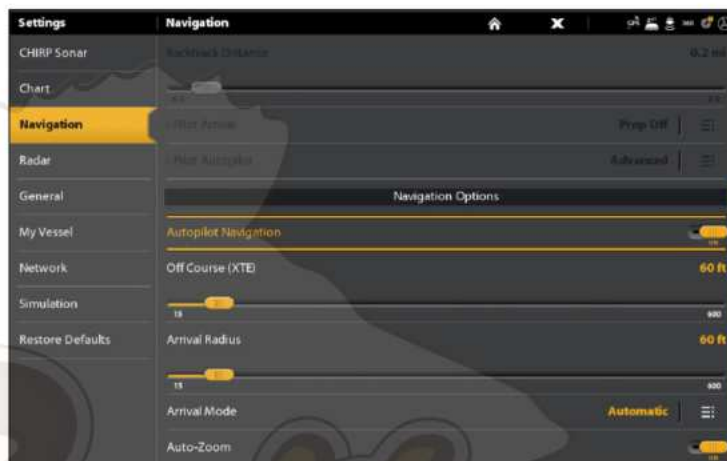 Settings
Navigation
CHIRP Sonar
Backtrack Distance
0.2 mi
Chart
Navigation
i-Pilot Arrival
Prop Off
Radar
i-Pilot Autopilot
Advanced
General
Navigation Options
My Vessel
Autopilot Navigation
Network
Off Course (XTE)
60 ft
Simulation
15
600
Restore Defaults
Arrival Radius
60 ft
15
600
Arrival Mode
Automatic
Auto-Zoom